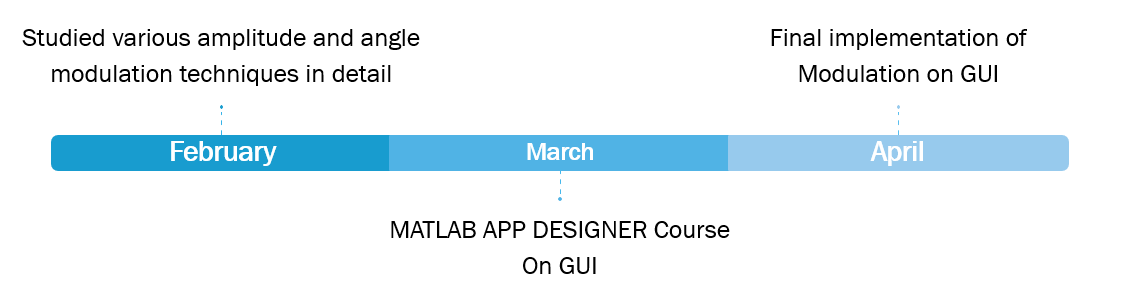 Studied various amplitude and angle
modulation techniques in detail
Final implementation of
Modulation on GUI
February
March
April
MATLAB APP DESIGNER Course
On GUI